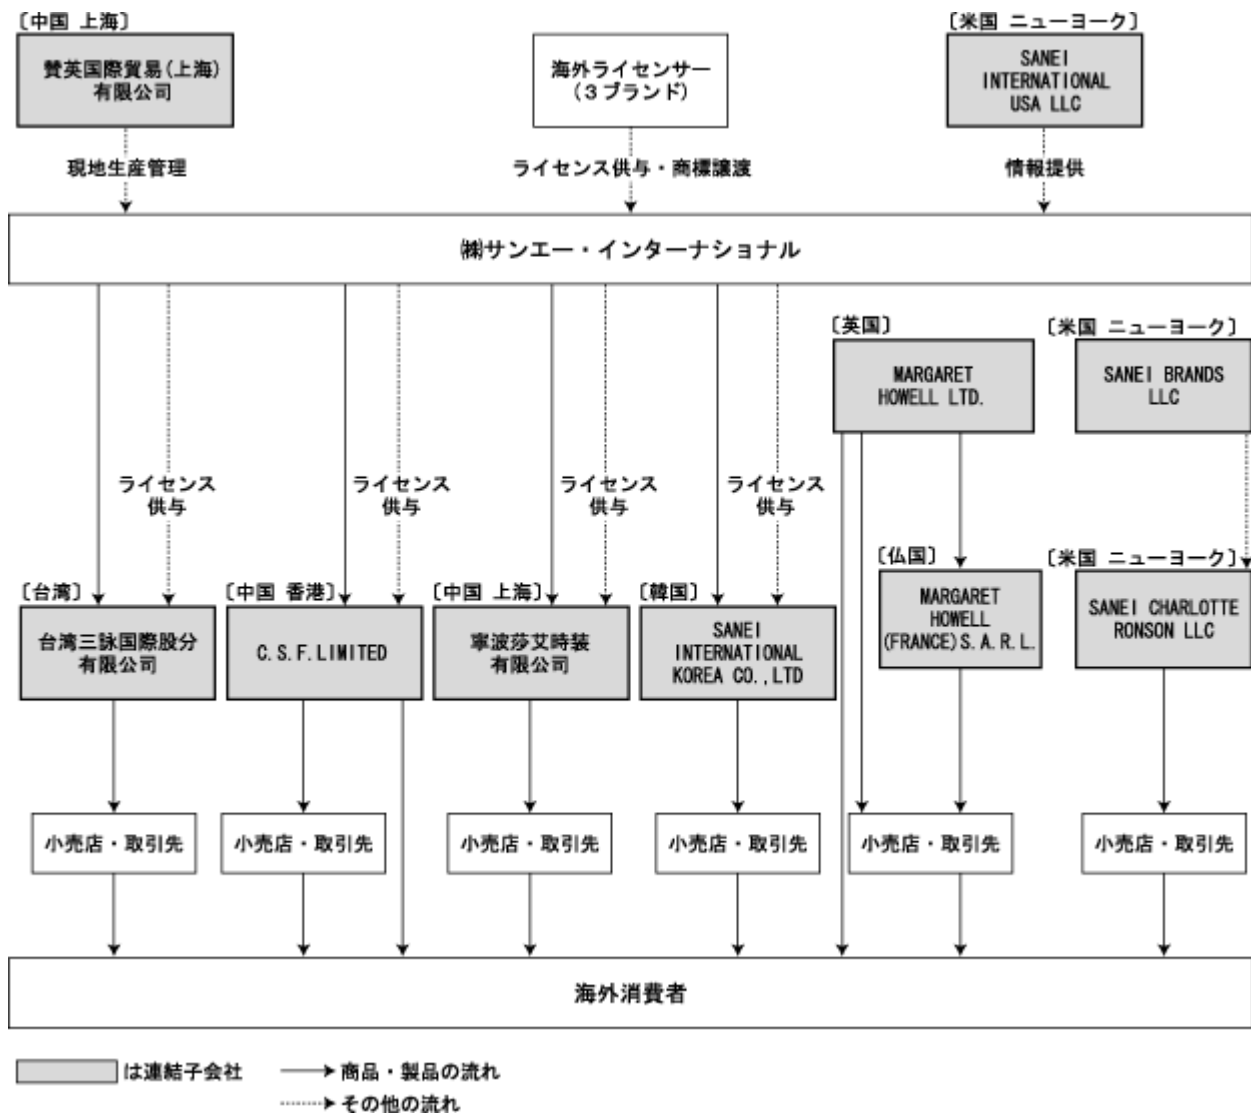 〔中国 上海〕
賛英国際貿易(上海)
有限公司
海外ライセンサー
(3ブランド)
〔米国 ニューヨーク〕
SANEI
INTERNATIONAL
USA LLC
現地生産管理
ライセンス供与・商標譲渡
情報提供
㈱サンエー・インターナショナル
〔英国〕
MARGARET
HOWELL LTD.
〔米国 ニューヨーク〕
SANEI BRANDS
LLC
ライセンス
供与
ライセンス
供与
ライセンス
供与
ライセンス
供与
〔台湾〕
台湾三詠国際股分
有限公司
〔中国 香港〕
C.S.F.LIMITED
〔中国 上海〕
寧波莎艾時装
有限公司
〔韓国〕
SANEI
INTERNATIONAL
KOREA CO.,LTD
〔仏国〕
MARGARET
HOWELL
(FRANCE)S.A.R.L.
〔米国 ニューヨーク〕
SANEI CHARLOTTE
RONSON LLC
小売店・取引先
小売店・取引先
小売店・取引先
小売店・取引先
小売店・取引先
小売店・取引先
海外消費者
は連結子会社
商品・製品の流れ
その他の流れ